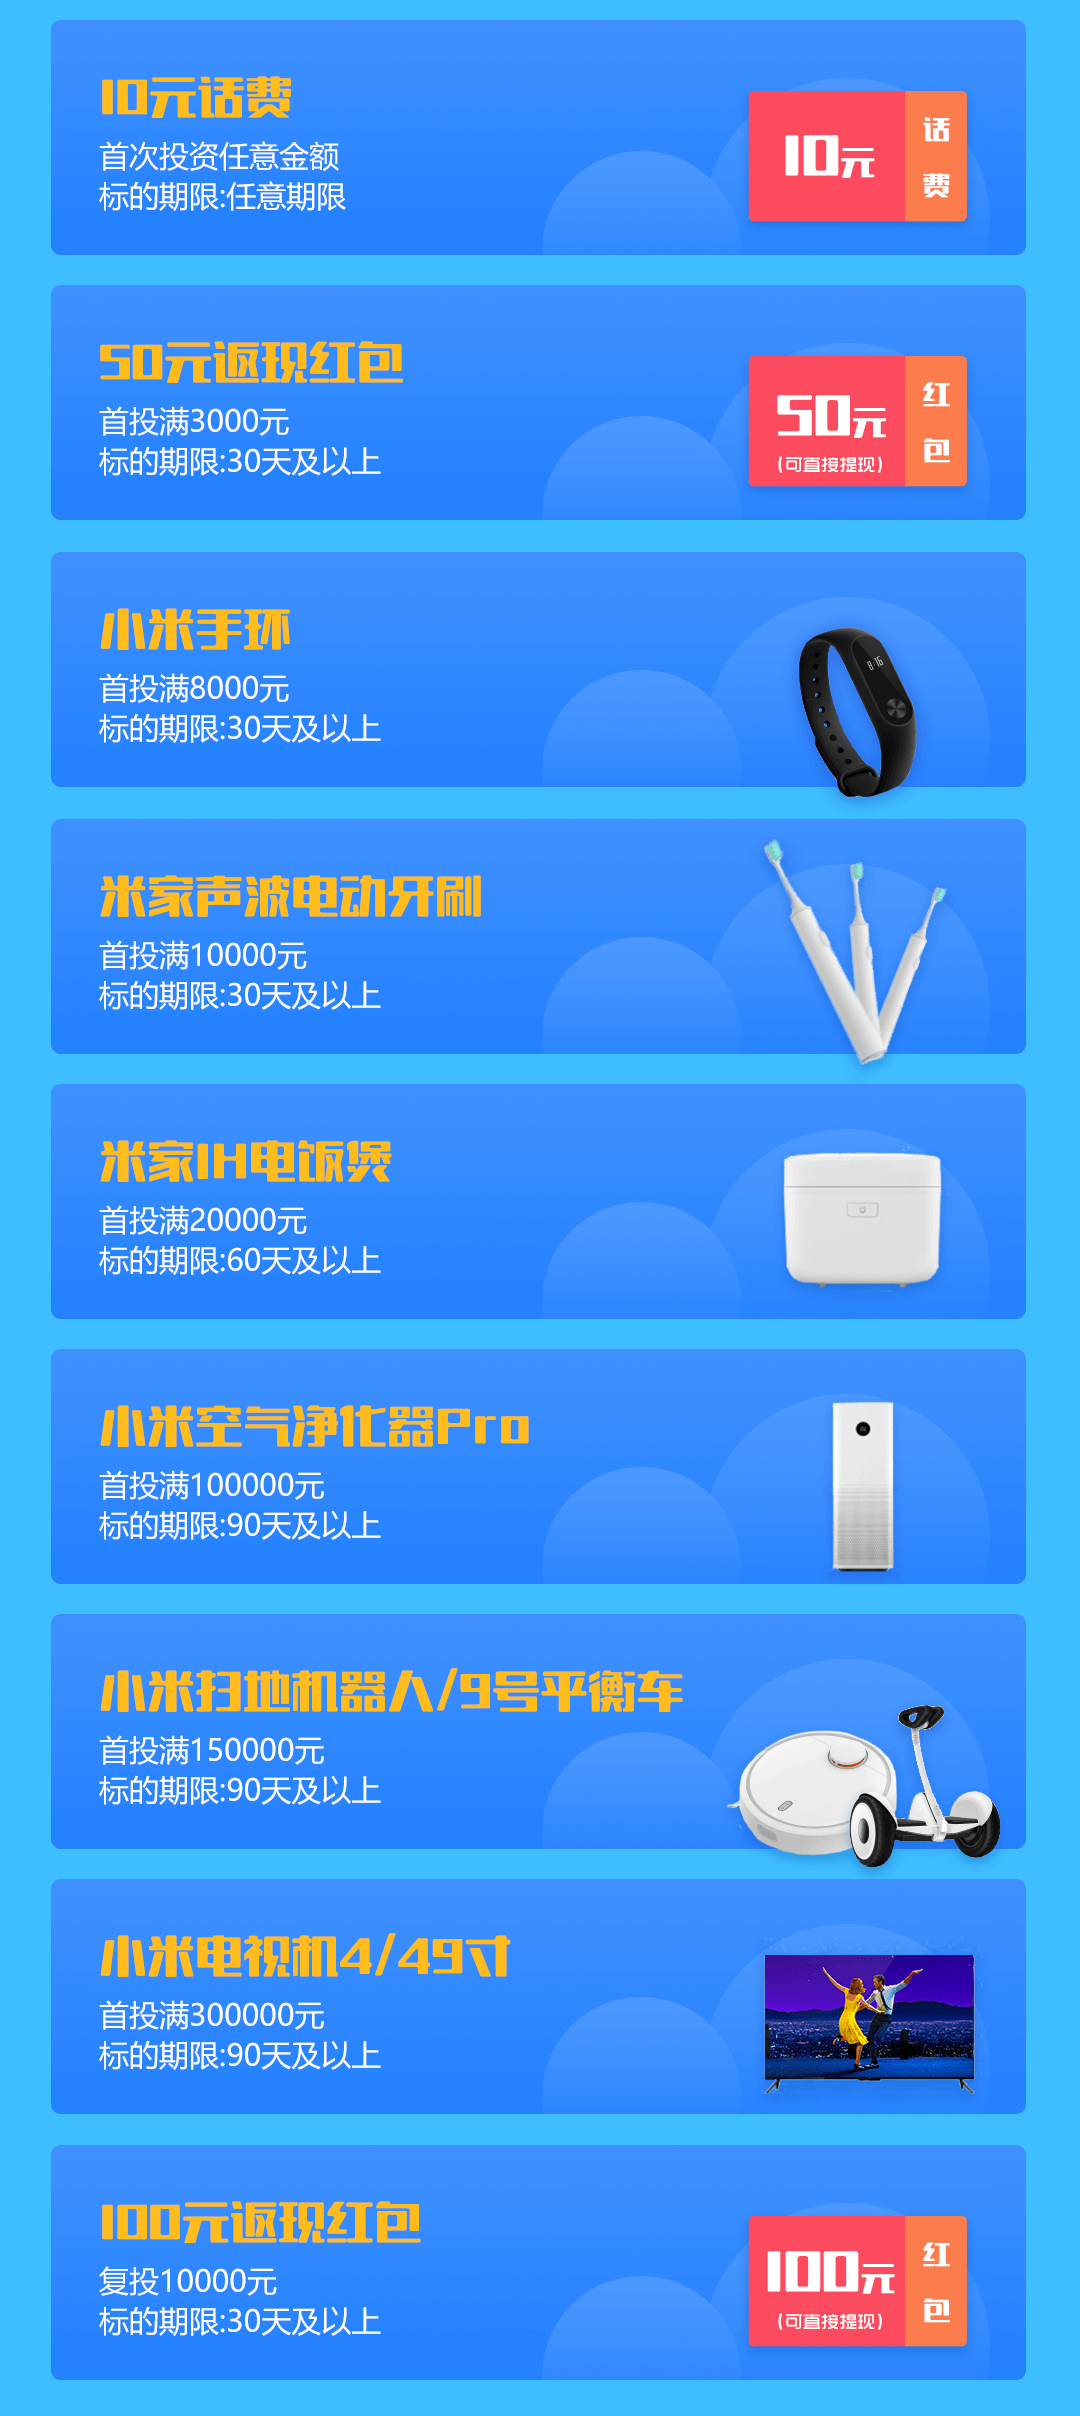 10元话费
首次投资任意金额
标的期限:任意期限
10元
话费
50元返现红包
首投满3000元
标的期限:30天及以上
50元
(可直接提现)
红包
小米手环
首投满8000元
标的期限:30天及以上
8:16
米家声波电动牙刷
首投满10000元
标的期限:30天及以上
米家IH电饭煲
首投满20000元
标的期限:60天及以上
小米空气净化器Pro
首投满100000元
标的期限:90天及以上
小米扫地机器人/9号平衡车
首投满150000元
标的期限:90天及以上
小米电视机4/49寸
首投满300000元
标的期限:90天及以上
100元返现红包
复投10000元
标的期限:30天及以上
100元
(可直接提现)
红包